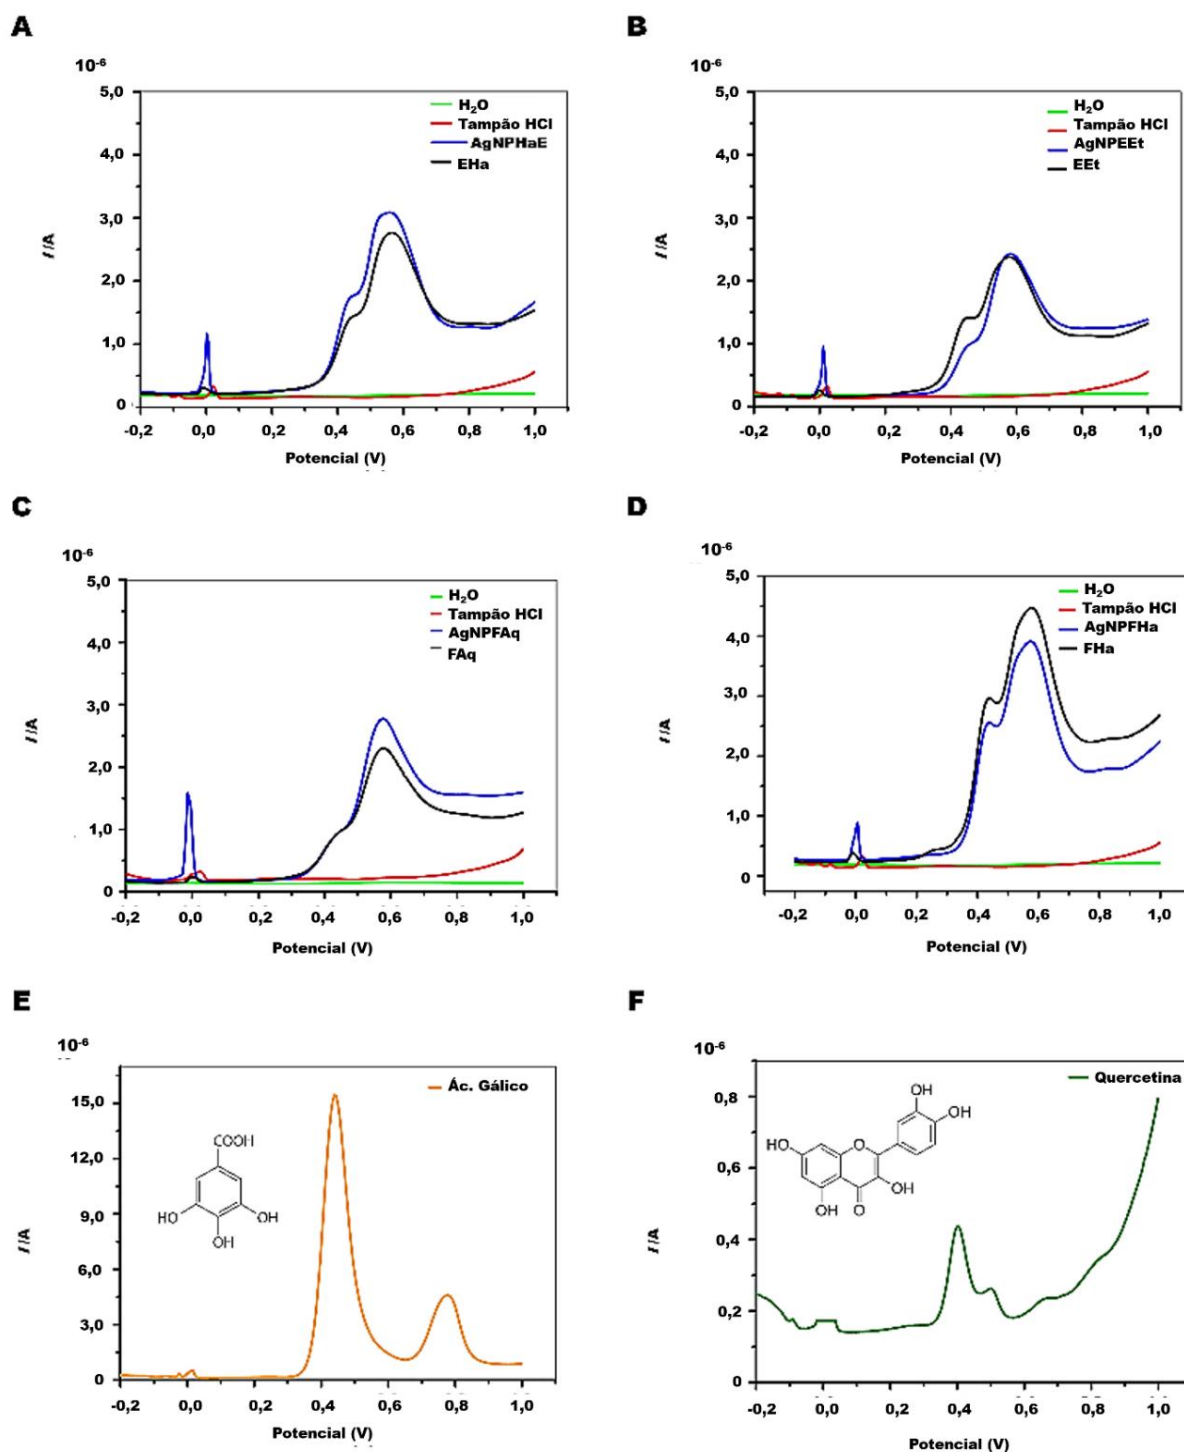 A
10⁻⁶
5,0
4,0
3,0
2,0
1,0
0
I/A
H₂O
Tampão HCl
AgNPHaE
EHa
-0,2 0,0 0,2 0,4 0,6 0,8 1,0
Potencial (V)
B
10⁻⁶
5,0
4,0
3,0
2,0
1,0
0
I/A
H₂O
Tampão HCl
AgNPEEt
EEt
-0,2 0,0 0,2 0,4 0,6 0,8 1,0
Potencial (V)
C
10⁻⁶
5,0
4,0
3,0
2,0
1,0
0
I/A
H₂O
Tampão HCl
AgNPFAq
FAq
-0,2 0,0 0,2 0,4 0,6 0,8 1,0
Potencial (V)
D
10⁻⁶
5,0
4,0
3,0
2,0
1,0
0
I/A
H₂O
Tampão HCl
AgNPFHa
FHa
-0,2 0,0 0,2 0,4 0,6 0,8 1,0
Potencial (V)
E
10⁻⁶
15,0
12,0
9,0
6,0
3,0
0
I/A
Ác. Gálico
COOH
HO
OH
OH
-0,2 0,0 0,2 0,4 0,6 0,8 1,0
Potencial (V)
F
10⁻⁶
0,8
0,6
0,4
0,2
0
I/A
Quercetina
OH
OH
HO
O
OH
OH
O
-0,2 0,0 0,2 0,4 0,6 0,8 1,0
Potencial (V)